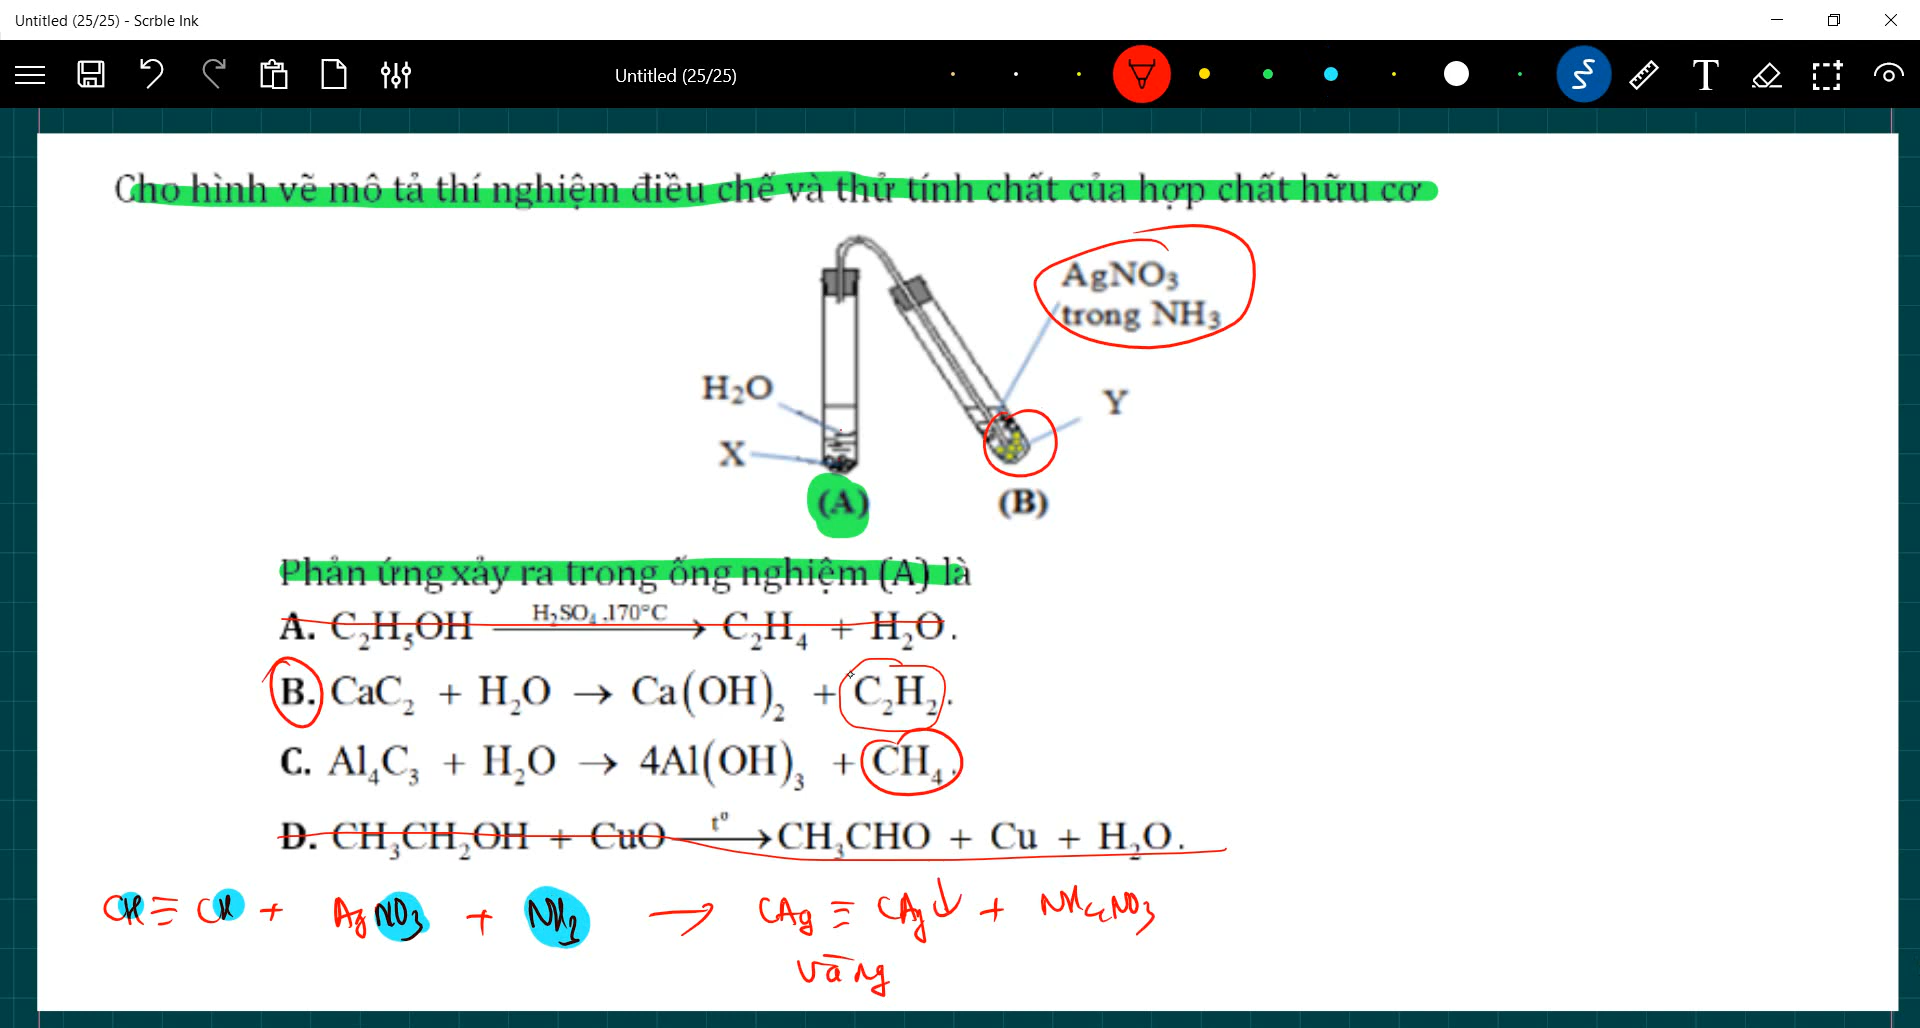 Untitled (25/25) - Scrble Ink
Untitled (25/25)
T
Cho hình vẽ mô tả thí nghiệm điều chế và thử tính chất của hợp chất hữu cơ
AgNO₃
trong NH₃
H₂O
Y
X
(A)
(B)
Phản ứng xảy ra trong ống nghiệm (A) là
A. C₂H₅OH H₂SO₄,170°C → C₂H₄ + H₂O.
B. CaC₂ + H₂O → Ca(OH)₂ + C₂H₂.
C. Al₄C₃ + H₂O → 4Al(OH)₃ + CH₄.
D. CH₃CH₂OH + CuO t° → CH₃CHO + Cu + H₂O.
CH ≡ CH + AgNO₃ + NH₃ → CAg ≡ CAg↓ + NH₄NO₃
vàng